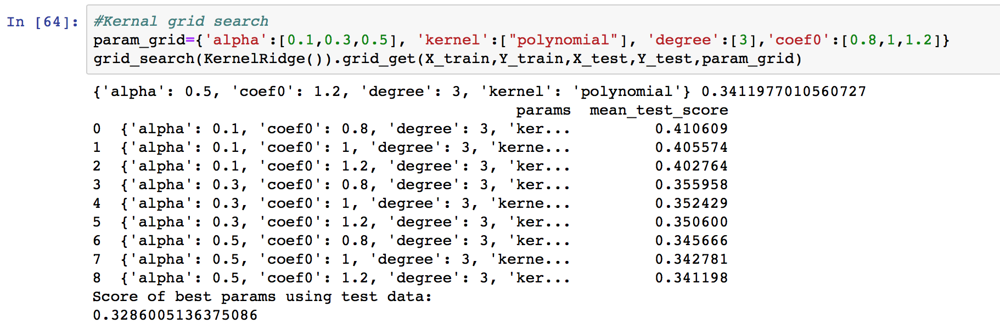 In [64]: #Kernal grid search
param_grid={'alpha':[0.1,0.3,0.5], 'kernel':["polynomial"], 'degree':[3],'coef0':[0.8,1,1.2]}
grid_search(KernelRidge()).grid_get(X_train,Y_train,X_test,Y_test,param_grid)
{'alpha': 0.5, 'coef0': 1.2, 'degree': 3, 'kernel': 'polynomial'} 0.3411977010560727
params mean_test_score
0 {'alpha': 0.1, 'coef0': 0.8, 'degree': 3, 'ker... 0.410609
1 {'alpha': 0.1, 'coef0': 1, 'degree': 3, 'kerne... 0.405574
2 {'alpha': 0.1, 'coef0': 1.2, 'degree': 3, 'ker... 0.402764
3 {'alpha': 0.3, 'coef0': 0.8, 'degree': 3, 'ker... 0.355958
4 {'alpha': 0.3, 'coef0': 1, 'degree': 3, 'kerne... 0.352429
5 {'alpha': 0.3, 'coef0': 1.2, 'degree': 3, 'ker... 0.350600
6 {'alpha': 0.5, 'coef0': 0.8, 'degree': 3, 'ker... 0.345666
7 {'alpha': 0.5, 'coef0': 1, 'degree': 3, 'kerne... 0.342781
8 {'alpha': 0.5, 'coef0': 1.2, 'degree': 3, 'ker... 0.341198
Score of best params using test data:
0.3286005136375086